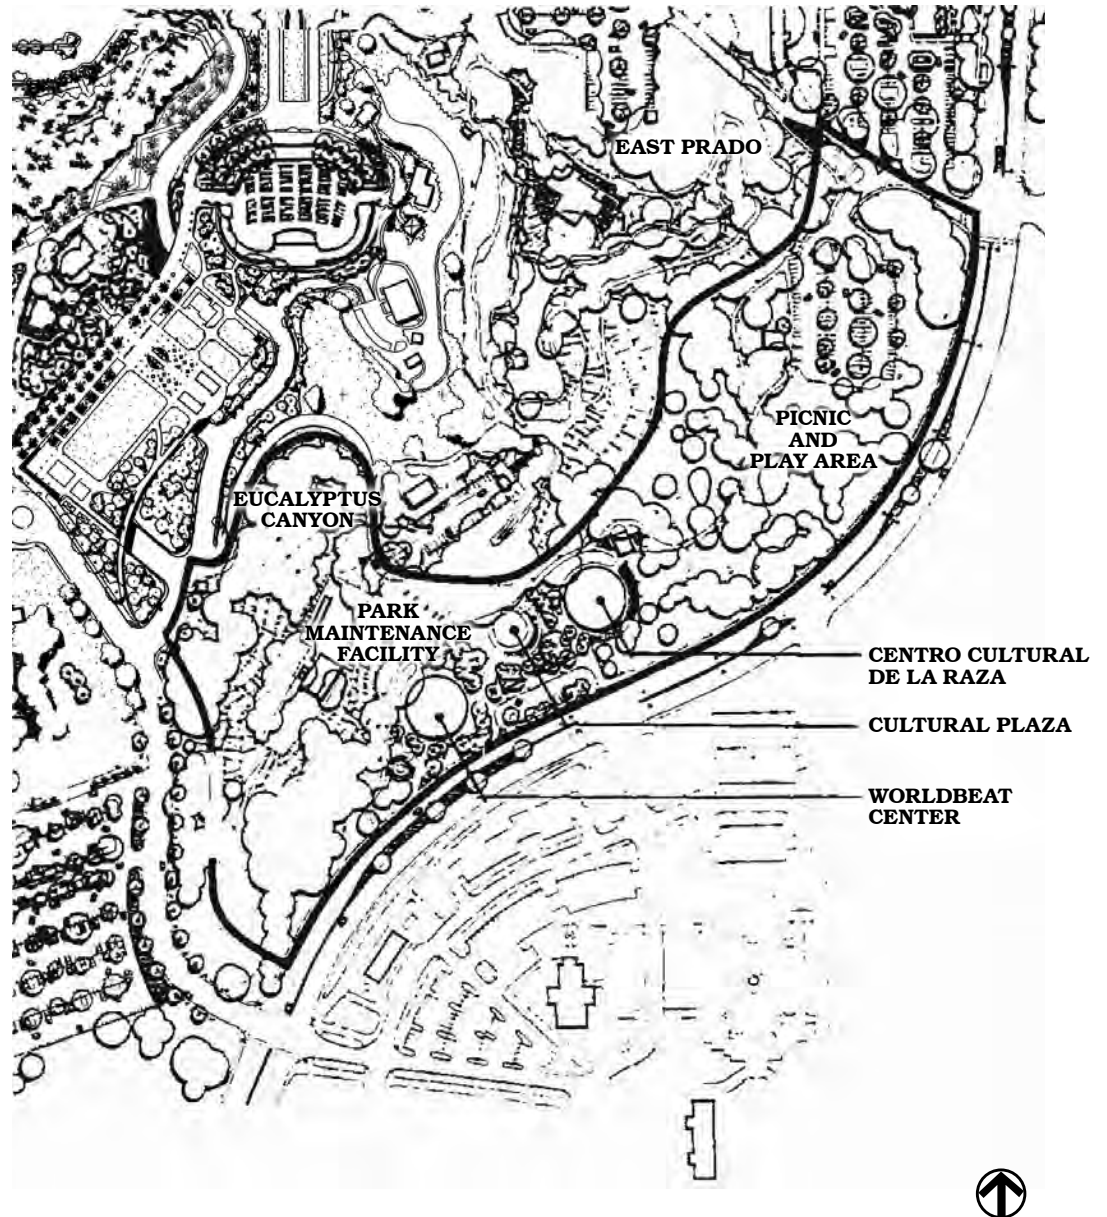 EAST PRADO
PICNIC
AND
PLAY AREA
EUCALYPTUS
CANYON
PARK
MAINTENANCE
FACILITY
CENTRO CULTURAL
DE LA RAZA
CULTURAL PLAZA
WORLDBEAT
CENTER